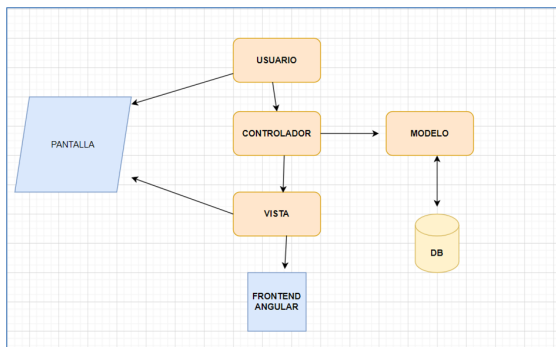 USUARIO
PANTALLA
CONTROLADOR
MODELO
VISTA
DB
FRONTEND
ANGULAR